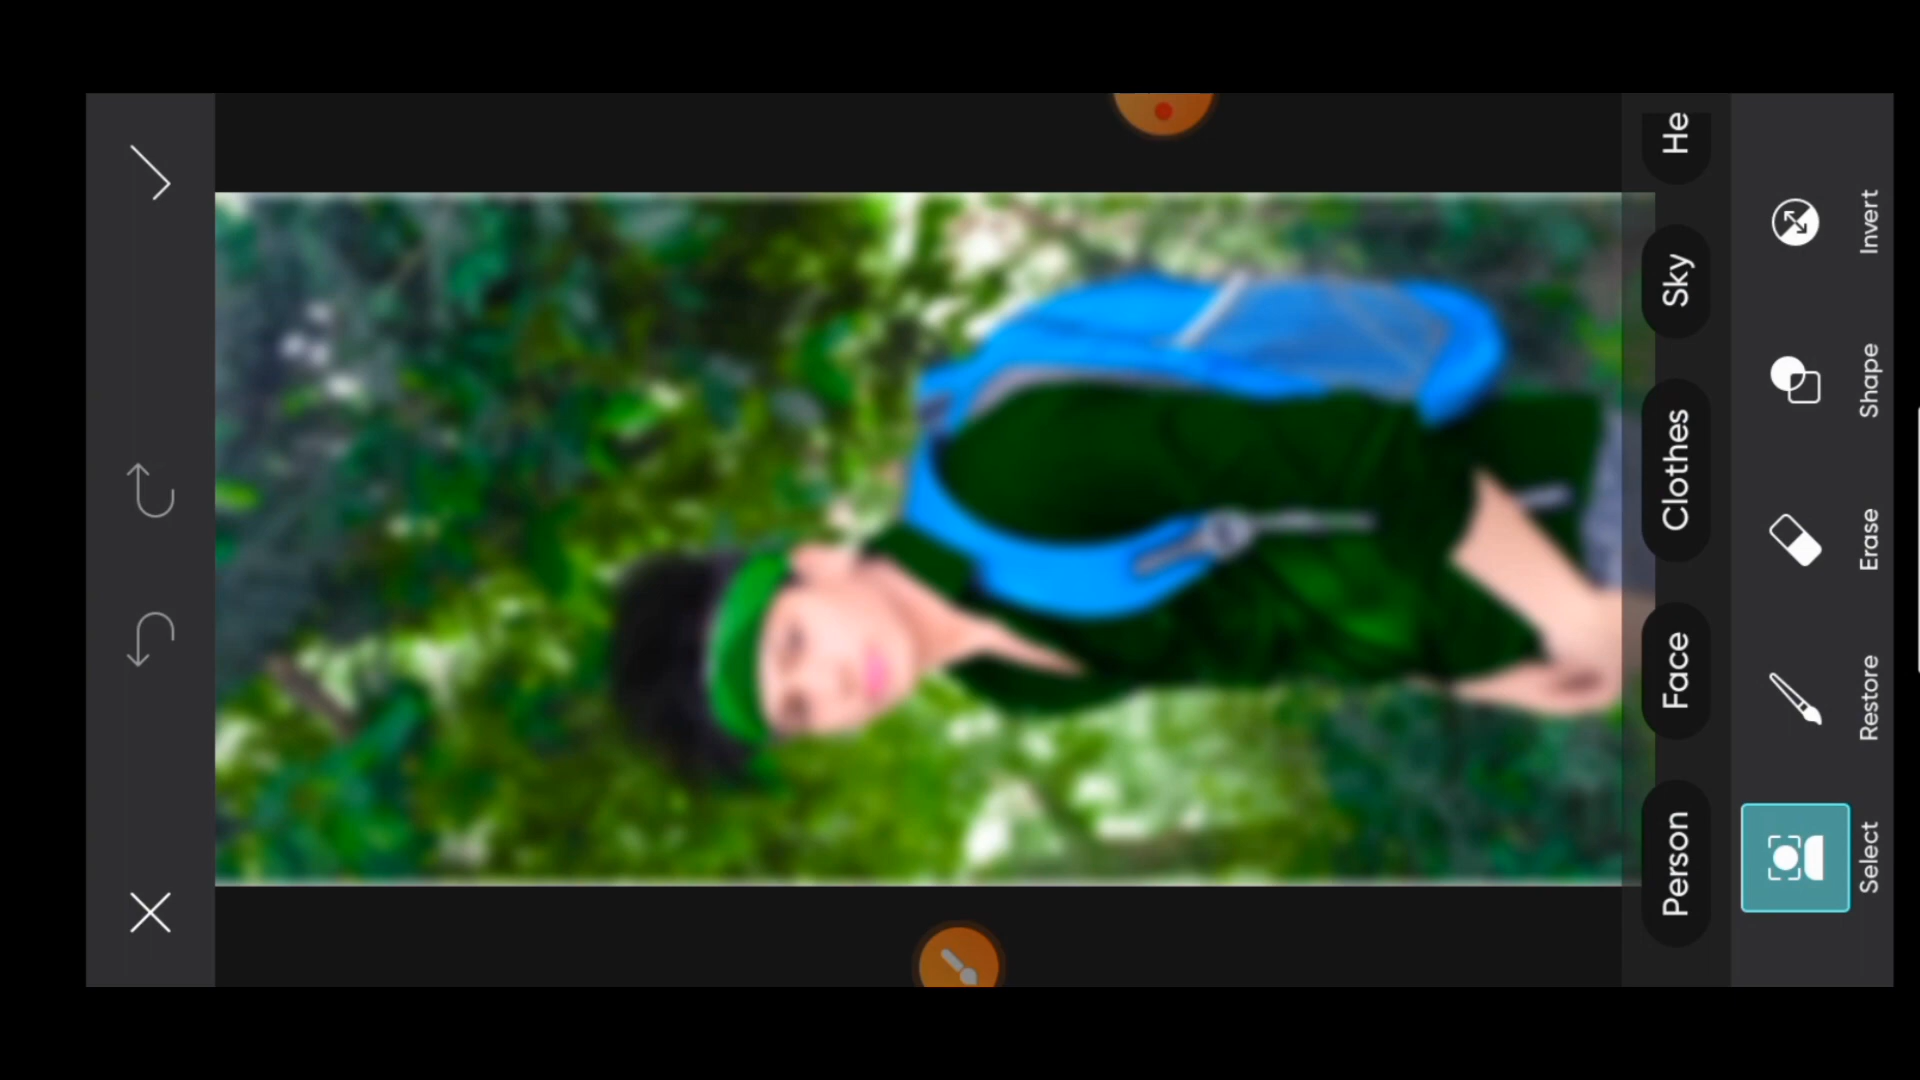 Person
Face
Clothes
Sky
He
Select
Restore
Erase
Shape
Invert